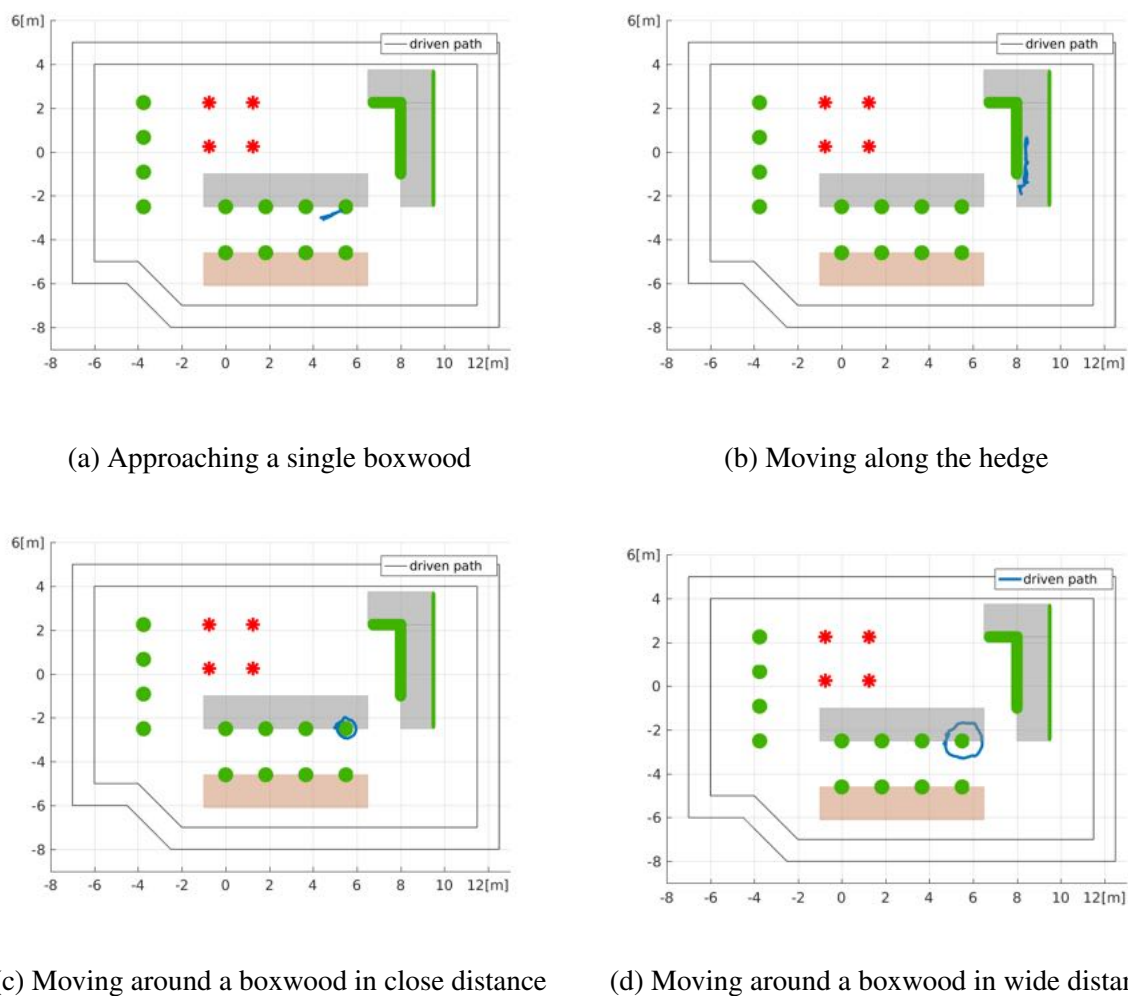 6[m]
driven path
4
2
0
-2
-4
-6
-8
-8 -6 -4 -2 0 2 4 6 8 10 12[m]
(a) Approaching a single boxwood
6[m]
driven path
4
2
0
-2
-4
-6
-8
-8 -6 -4 -2 0 2 4 6 8 10 12[m]
(b) Moving along the hedge
6[m]
driven path
4
2
0
-2
-4
-6
-8
-8 -6 -4 -2 0 2 4 6 8 10 12[m]
c) Moving around a boxwood in close distance
6[m]
driven path
4
2
0
-2
-4
-6
-8
-8 -6 -4 -2 0 2 4 6 8 10 12[m]
(d) Moving around a boxwood in wide distan